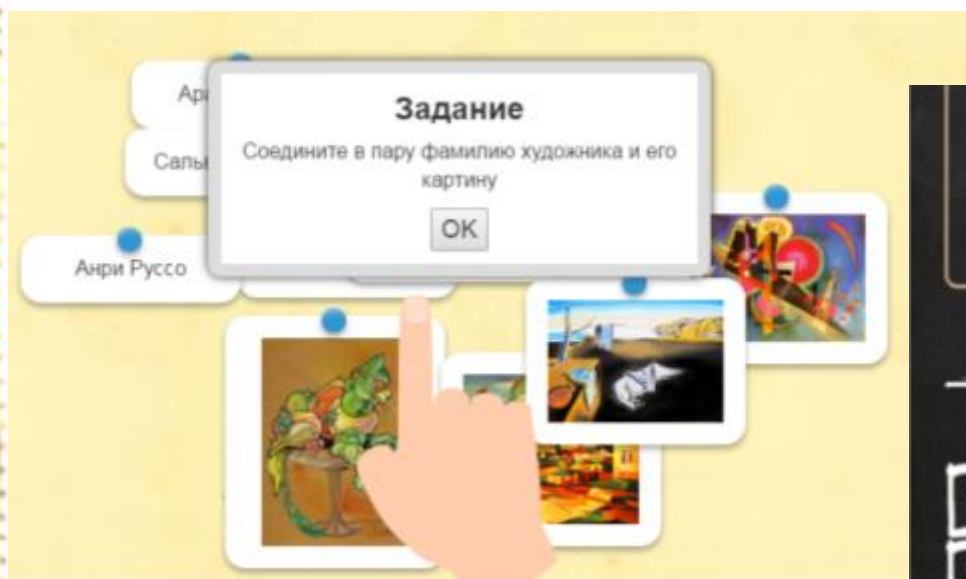 Задание
Соедините в пару фамилию художника и его
картину
OK
Анри Руссо